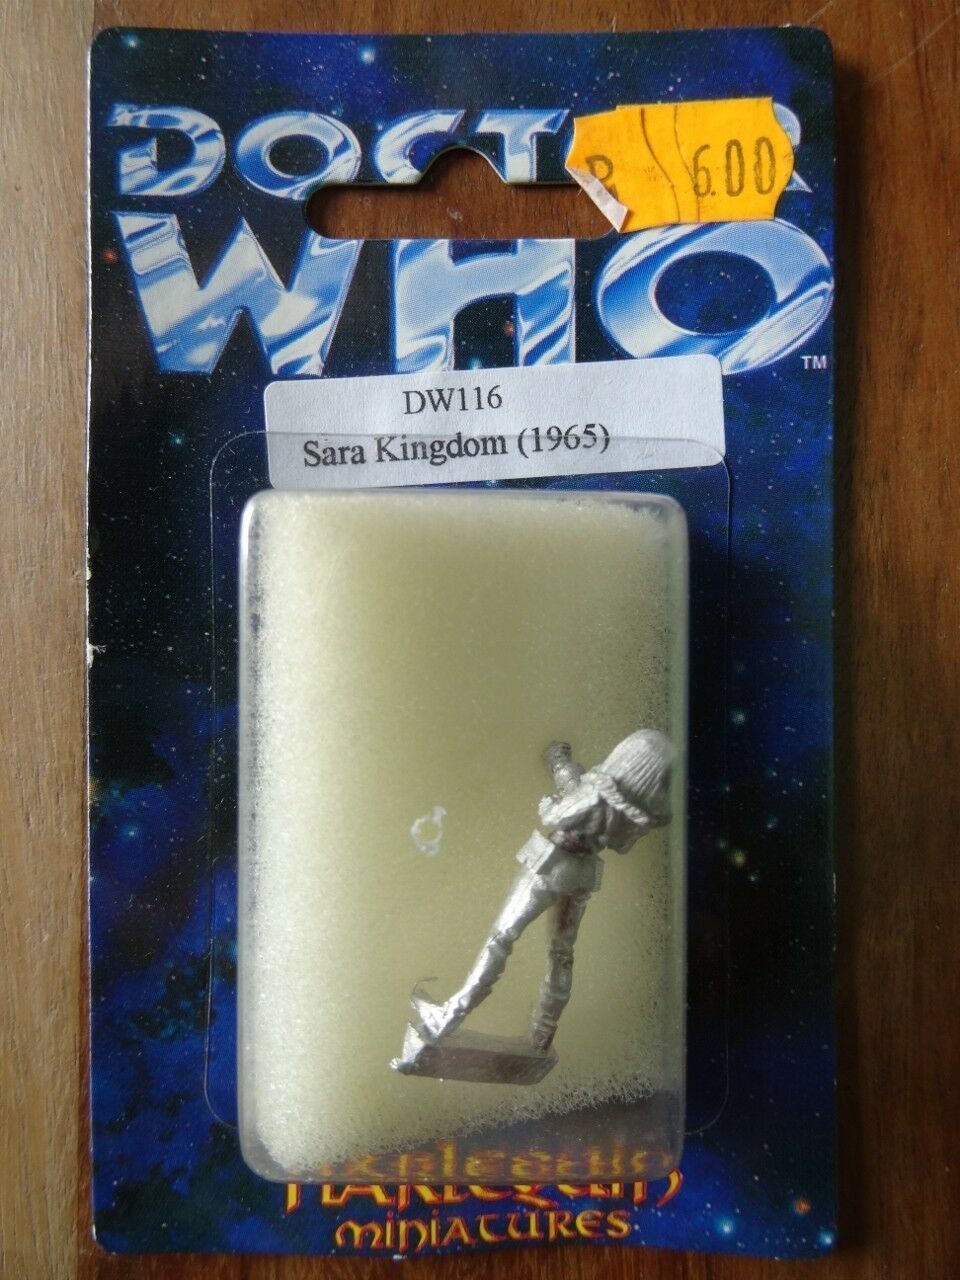 DOCTOR
R 6.00
WHO
TM
DW116
Sara Kingdom (1965)
HARLEQUIN
MINIATURES